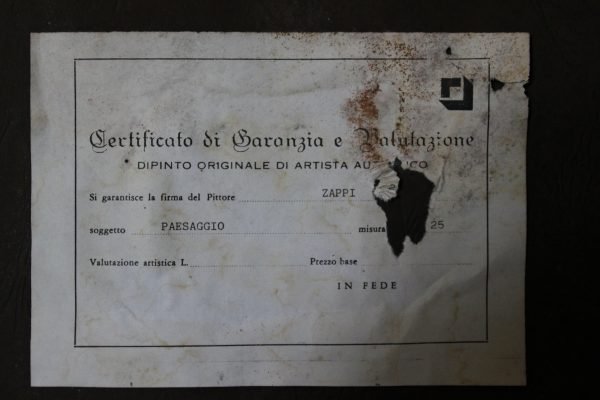 Certificato di Garanzia e Valutazione
DIPINTO ORIGINALE DI ARTISTA
Si garantisce la firma del Pittore ZAPPI
soggetto PAESAGGIO misura 25
Valutazione artistica L. Prezzo base
IN FEDE